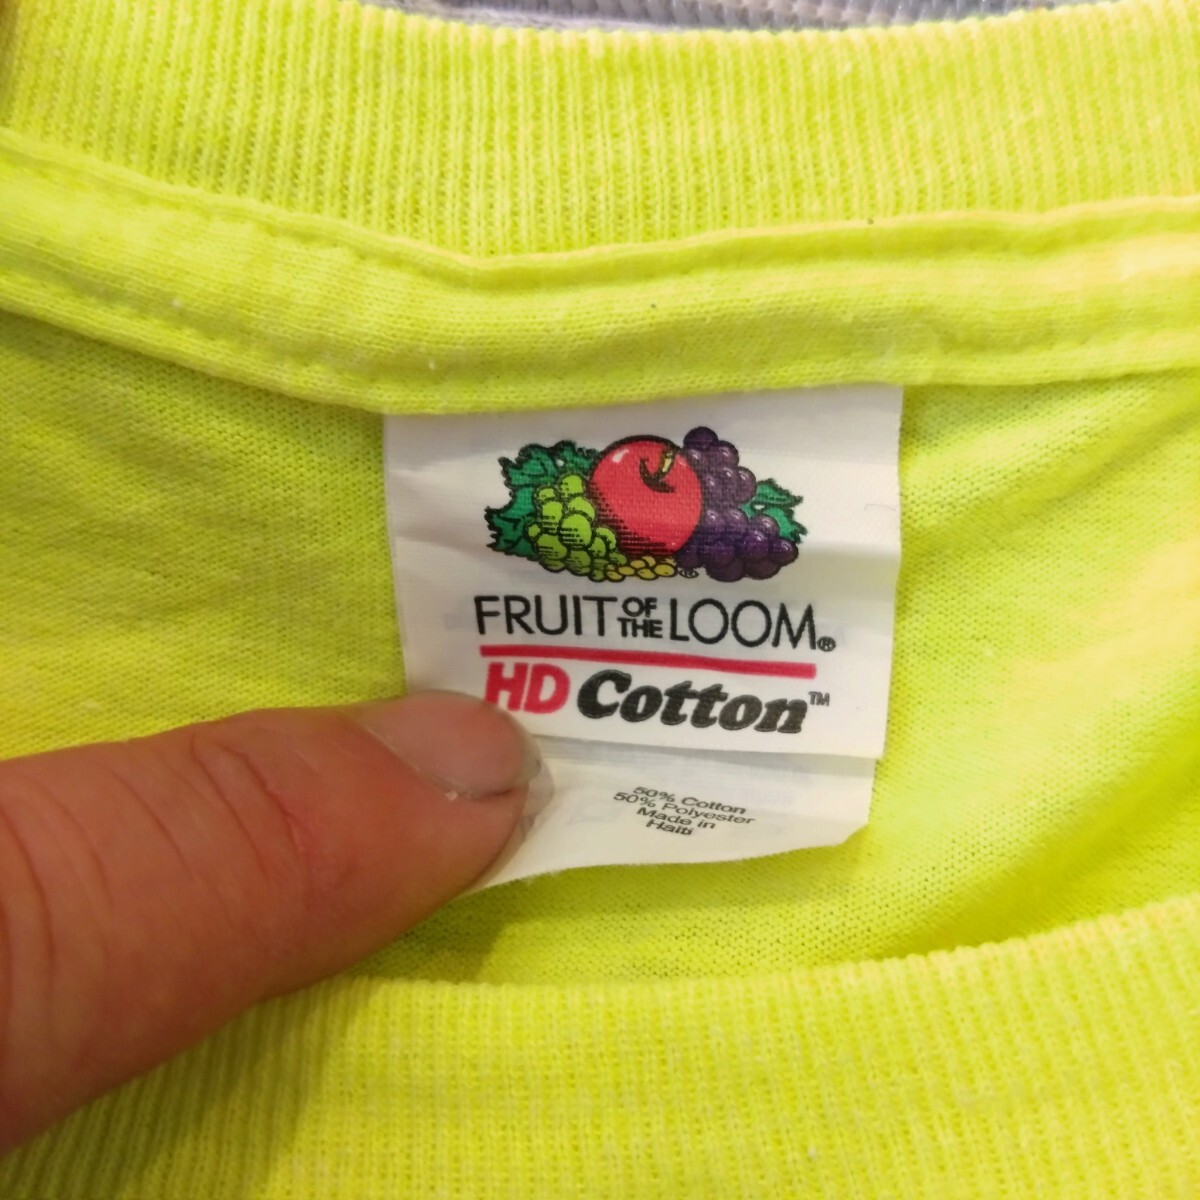 FRUIT OF THE LOOM®
HD Cotton™
50% Cotton
50% Polyester
Made in
Haiti